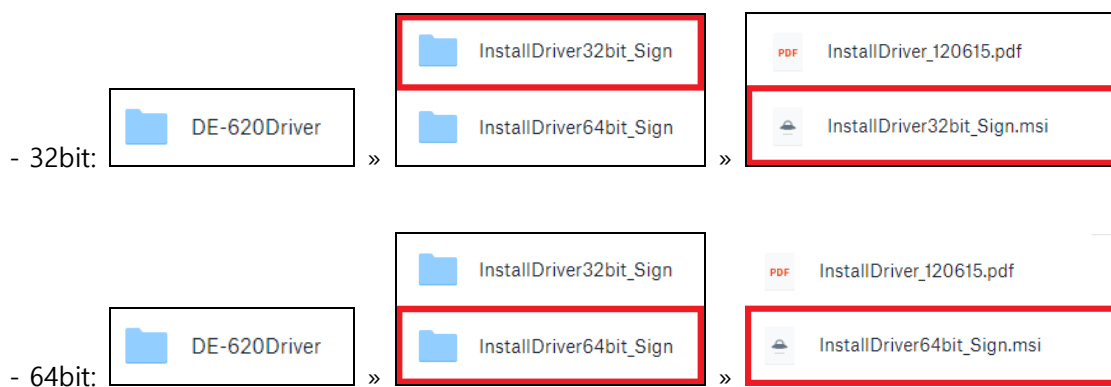 InstallDriver32bit_Sign
PDF InstallDriver_120615.pdf
DE-620Driver
InstallDriver64bit_Sign
InstallDriver32bit_Sign.msi
- 32bit: » »
InstallDriver32bit_Sign
PDF InstallDriver_120615.pdf
DE-620Driver
InstallDriver64bit_Sign
InstallDriver64bit_Sign.msi
- 64bit: » »